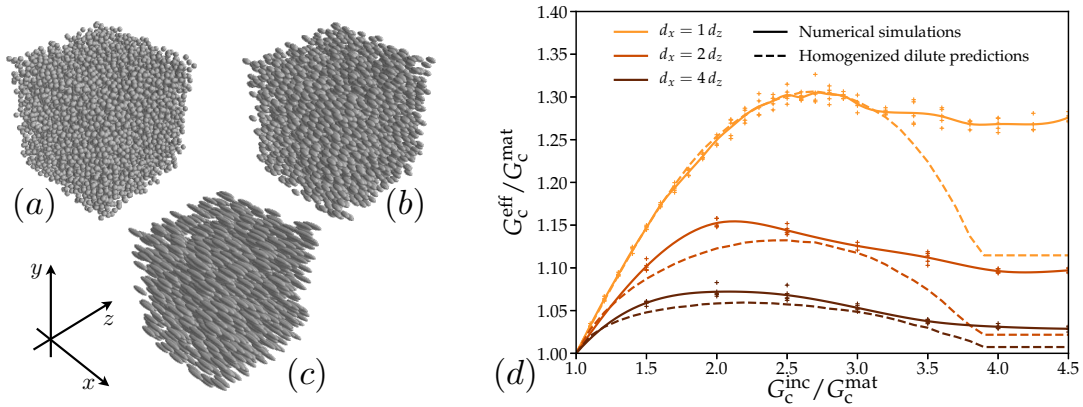 (a)
(b)
(c)
y
z
x
(d)
G_c^eff / G_c^mat
1.40
1.35
1.30
1.25
1.20
1.15
1.10
1.05
1.00
d_x = 1 d_z
d_x = 2 d_z
d_x = 4 d_z
Numerical simulations
Homogenized dilute predictions
1.0 1.5 2.0 2.5 3.0 3.5 4.0 4.5
G_c^inc / G_c^mat